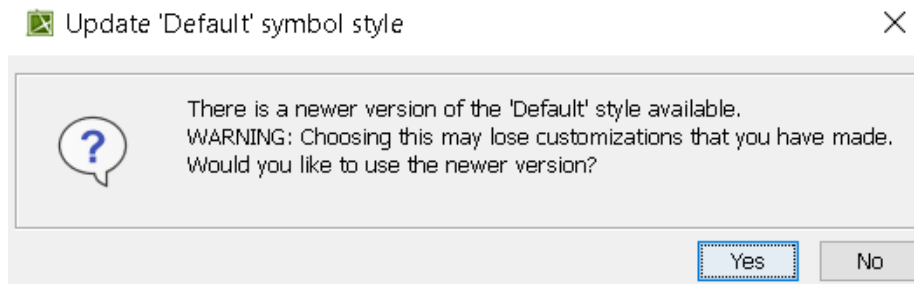 Update 'Default' symbol style
There is a newer version of the 'Default' style available.
WARNING: Choosing this may lose customizations that you have made.
Would you like to use the newer version?
Yes No